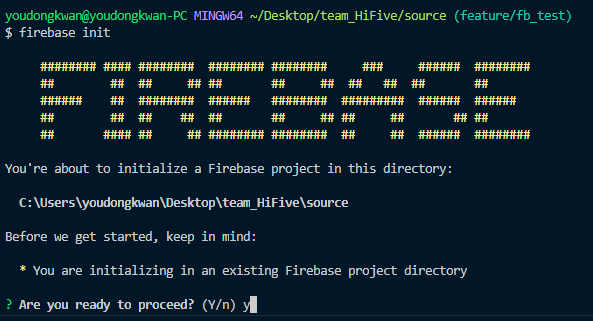 youdongkwan@youdongkwan-PC MINGW64 ~/Desktop/team_HiFive/source (feature/fb_test)
$ firebase init
FIREBASE
You're about to initialize a Firebase project in this directory:
C:\Users\youdongkwan\Desktop\team_HiFive\source
Before we get started, keep in mind:
* You are initializing in an existing Firebase project directory
? Are you ready to proceed? (Y/n) y